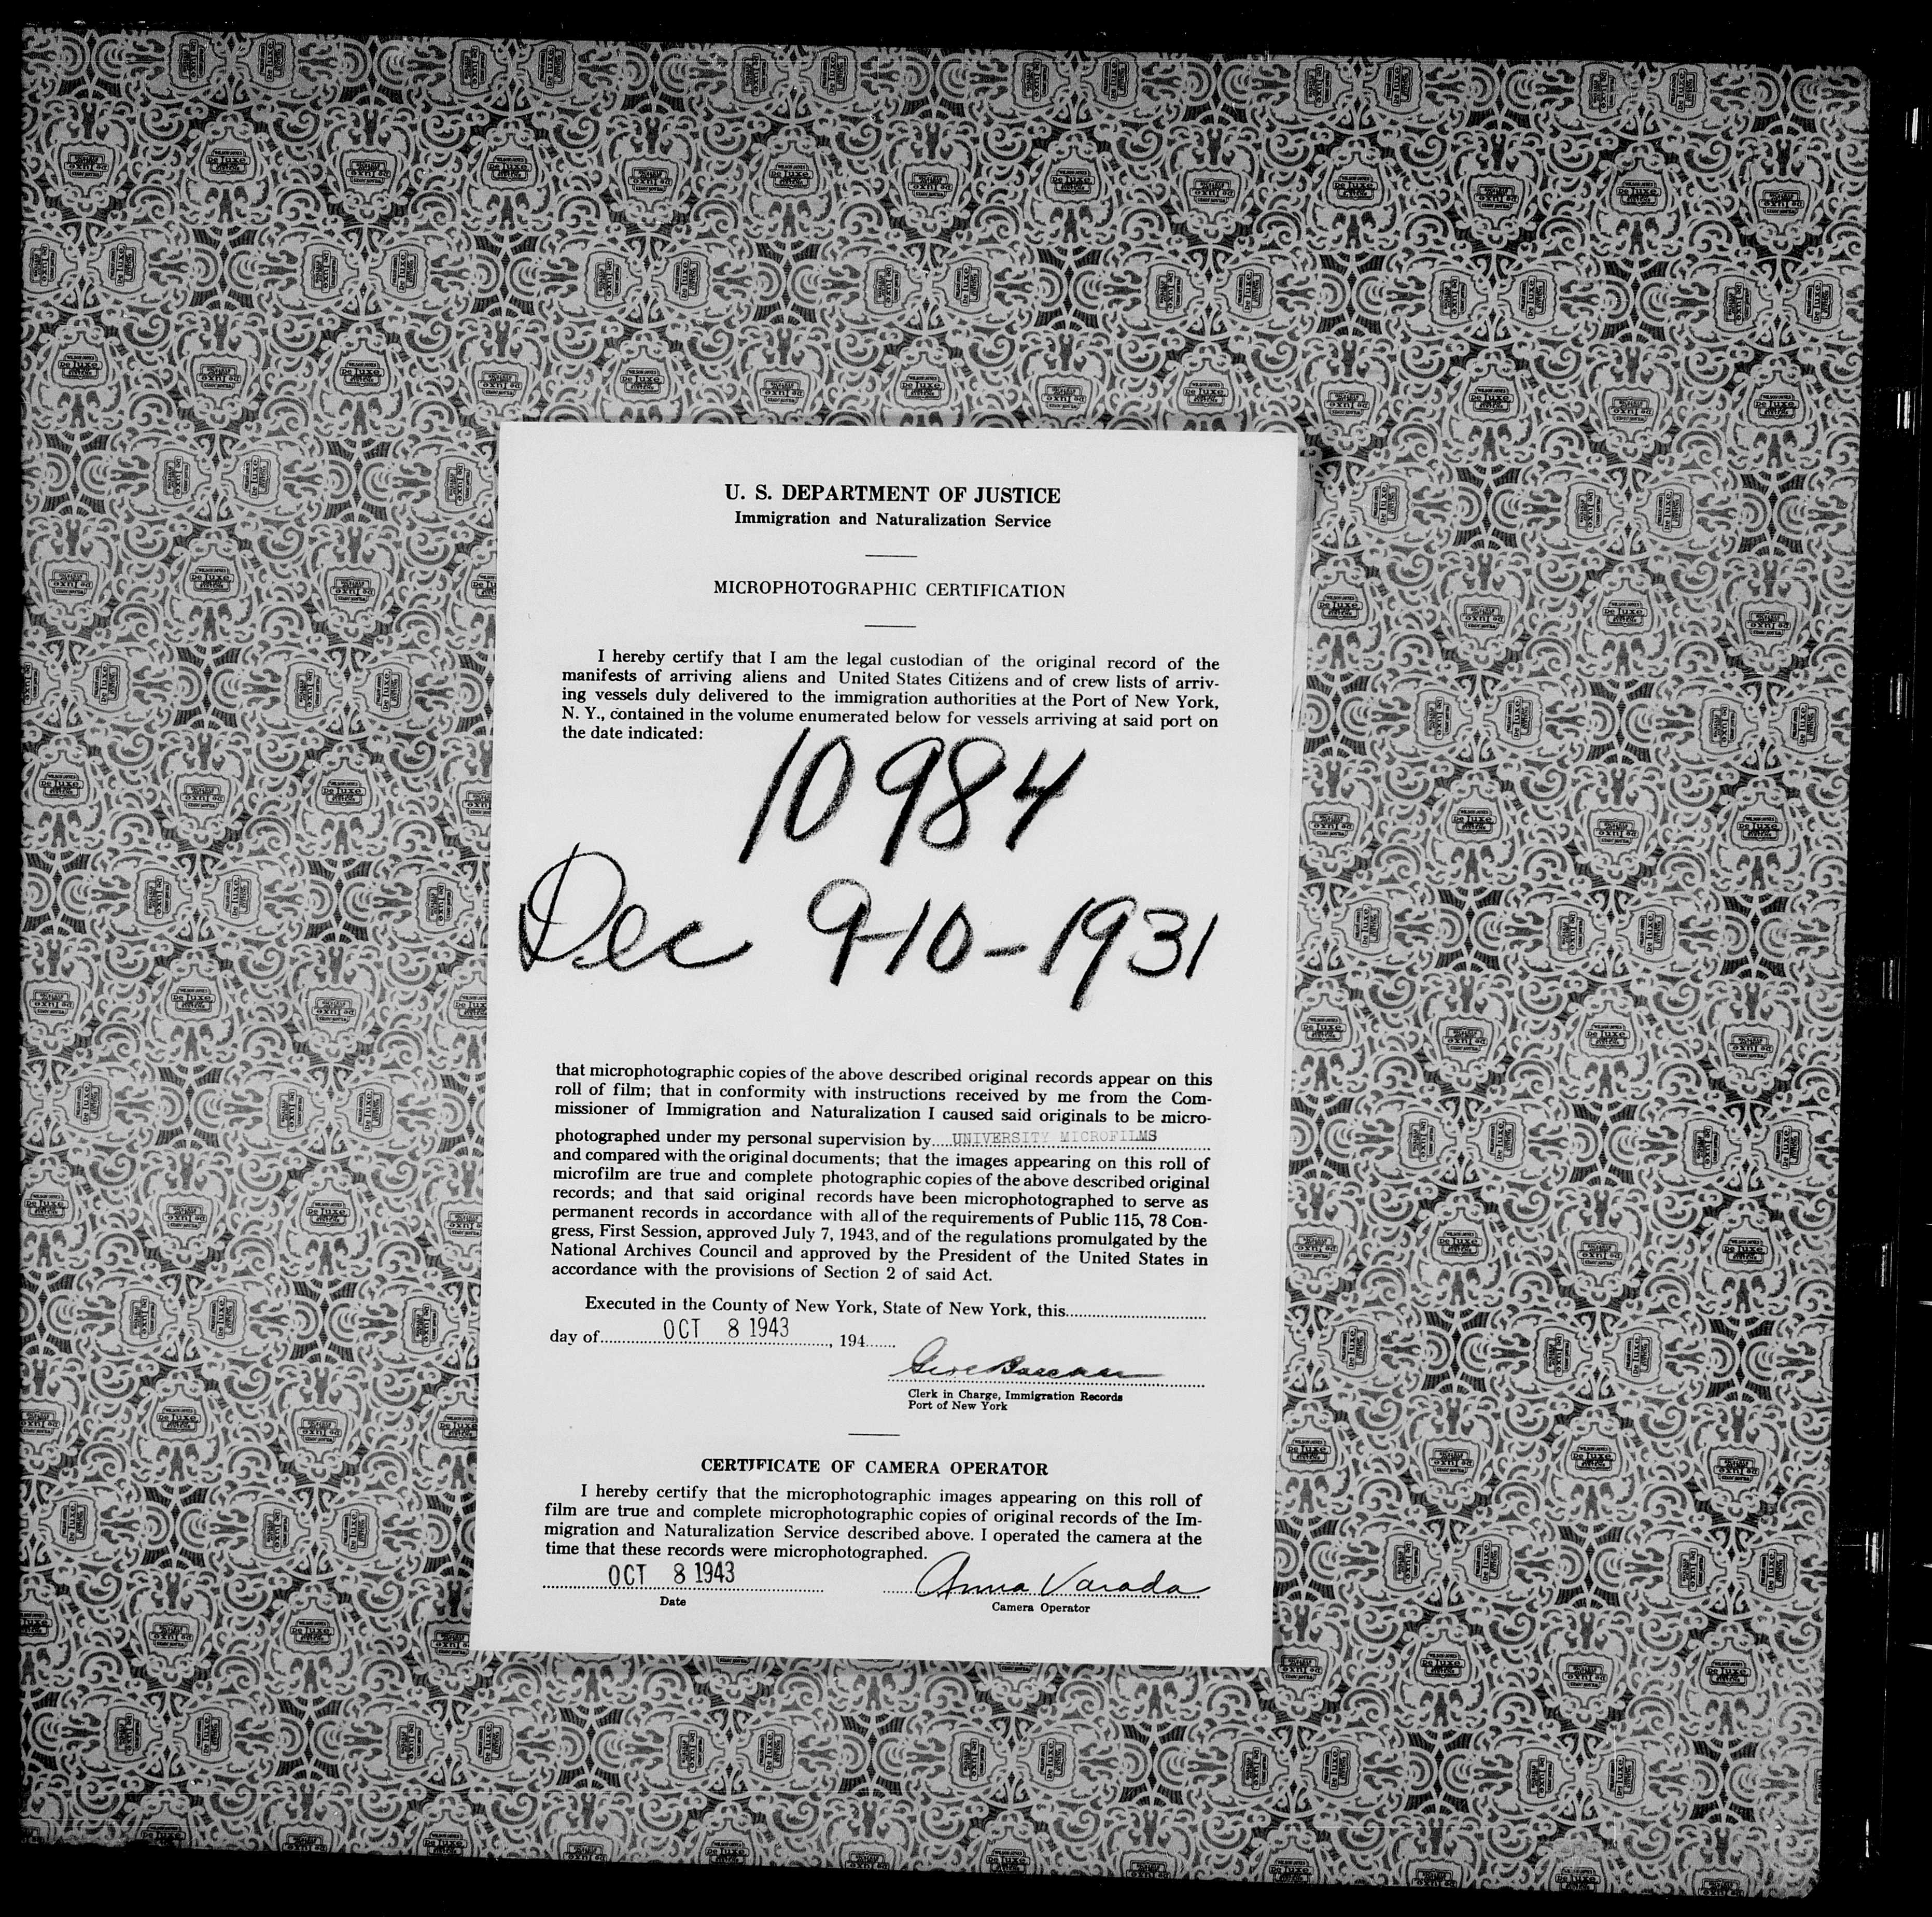 U. S. DEPARTMENT OF JUSTICE
Immigration and Naturalization Service
MICROPHOTOGRAPHIC CERTIFICATION
I hereby certify that I am the legal custodian of the original record of the
manifests of arriving aliens and United States Citizens and of crew lists of arriv-
ing vessels duly delivered to the immigration authorities at the Port of New York,
N. Y., contained in the volume enumerated below for vessels arriving at said port on
the date indicated:
10984
Dec 9-10-1931
that microphotographic copies of the above described original records appear on this
roll of film; that in conformity with instructions received by me from the Com-
missioner of Immigration and Naturalization I caused said originals to be micro-
photographed under my personal supervision by....UNIVERSITY MICROFILMS
and compared with the original documents; that the images appearing on this roll of
microfilm are true and complete photographic copies of the above described original
records; and that said original records have been microphotographed to serve as
permanent records in accordance with all of the requirements of Public 115, 78 Con-
gress, First Session, approved July 7, 1943, and of the regulations promulgated by the
National Archives Council and approved by the President of the United States in
accordance with the provisions of Section 2 of said Act.
Executed in the County of New York, State of New York, this
day of OCT 8 1943, 194
Clerk in Charge, Immigration Records
Port of New York
CERTIFICATE OF CAMERA OPERATOR
I hereby certify that the microphotographic images appearing on this roll of
film are true and complete microphotographic copies of original records of the Im-
migration and Naturalization Service described above. I operated the camera at the
time that these records were microphotographed.
OCT 8 1943 Anna Varada
Date Camera Operator